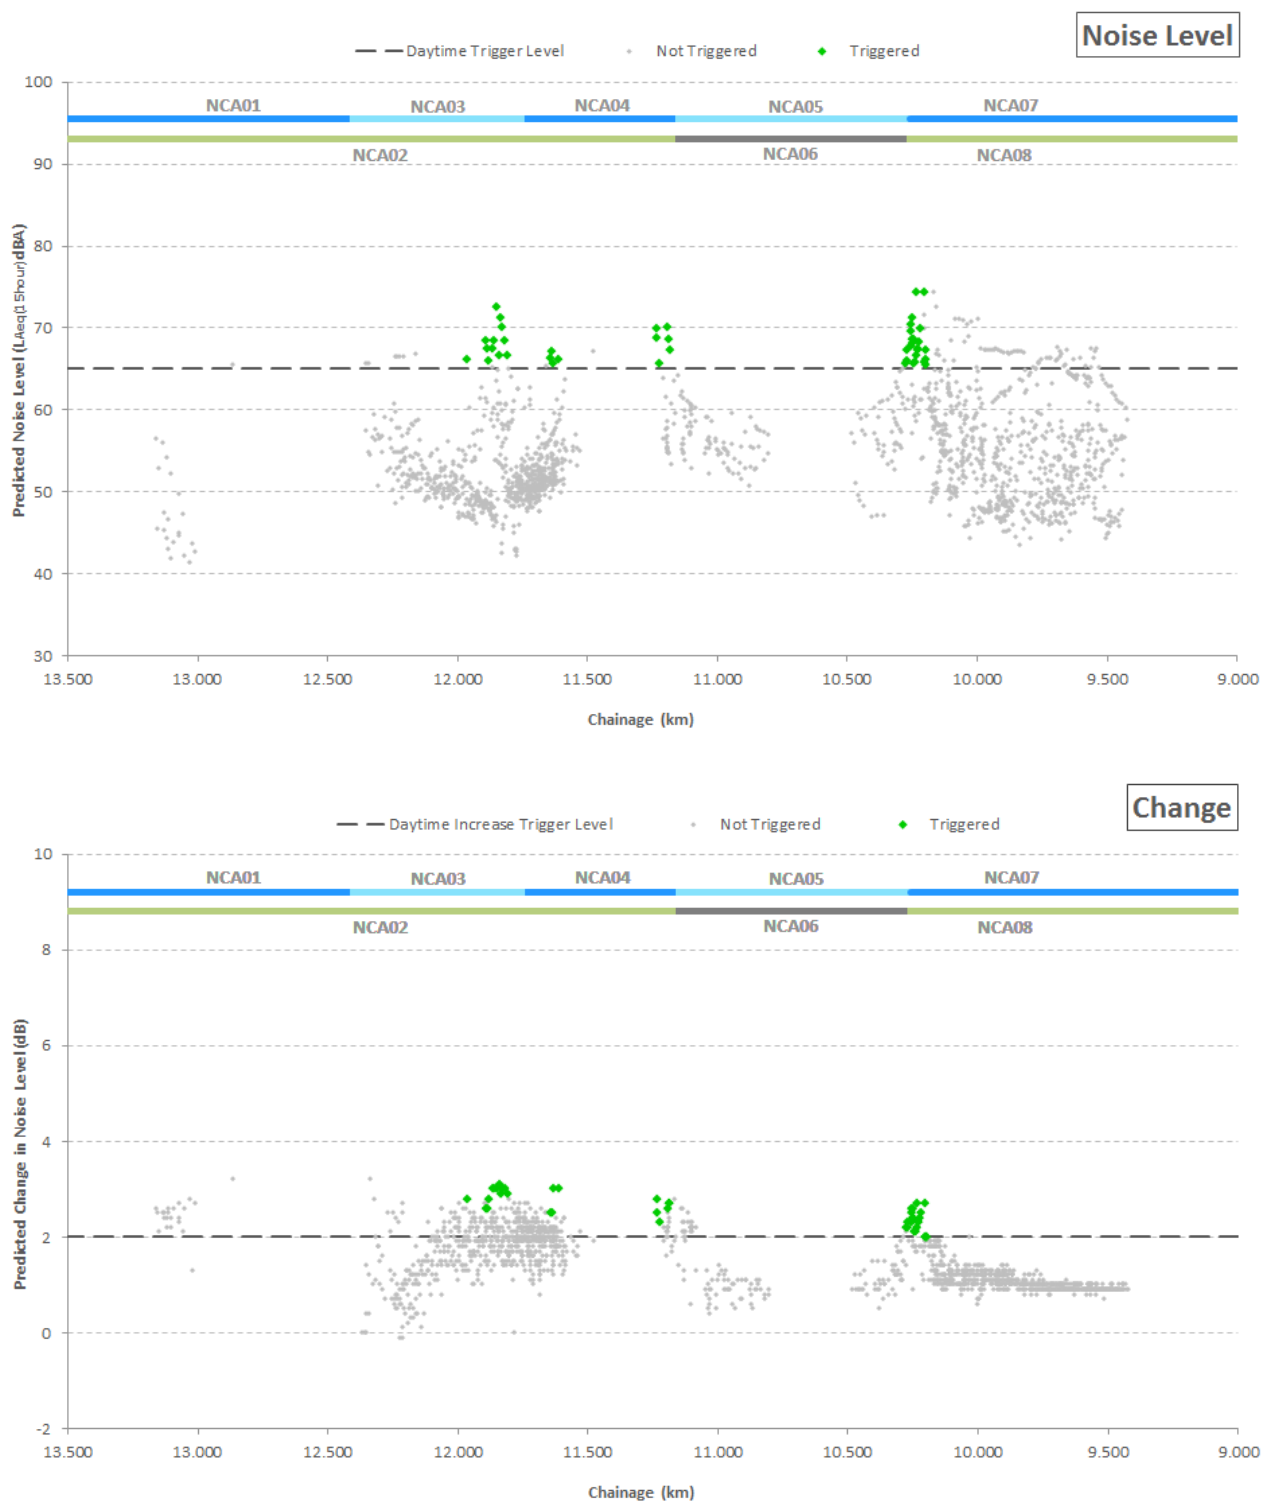 Noise Level
Daytime Trigger Level Not Triggered Triggered
100
NCA01 NCA03 NCA04 NCA05 NCA07
NCA02 NCA06 NCA08
90
80
70
60
50
40
30
Predicted Noise Level (LAeq(15hour)dBA)
13.500 13.000 12.500 12.000 11.500 11.000 10.500 10.000 9.500 9.000
Chainage (km)
Change
Daytime Increase Trigger Level Not Triggered Triggered
10
NCA01 NCA03 NCA04 NCA05 NCA07
NCA02 NCA06 NCA08
8
6
4
2
0
-2
Predicted Change in Noise Level (dB)
13.500 13.000 12.500 12.000 11.500 11.000 10.500 10.000 9.500 9.000
Chainage (km)